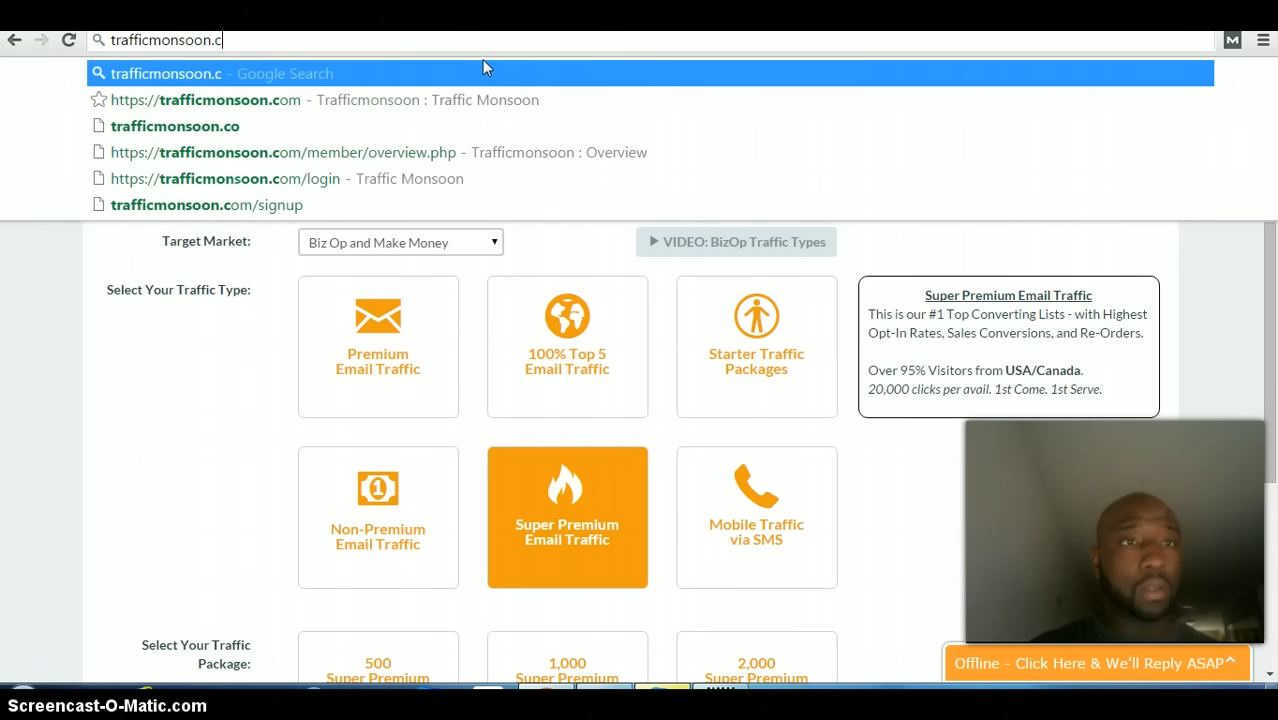 trafficmonsoon.c
trafficmonsoon.c - Google Search
https://trafficmonsoon.com - Trafficmonsoon : Traffic Monsoon
trafficmonsoon.co
https://trafficmonsoon.com/member/overview.php - Trafficmonsoon : Overview
https://trafficmonsoon.com/login - Traffic Monsoon
trafficmonsoon.com/signup
Target Market:
Biz Op and Make Money
VIDEO: BizOp Traffic Types
Select Your Traffic Type:
Premium
Email Traffic
100% Top 5
Email Traffic
Starter Traffic
Packages
Super Premium Email Traffic
This is our #1 Top Converting Lists - with Highest
Opt-In Rates, Sales Conversions, and Re-Orders.
Over 95% Visitors from USA/Canada.
20,000 clicks per avail. 1st Come. 1st Serve.
1
Non-Premium
Email Traffic
Super Premium
Email Traffic
Mobile Traffic
via SMS
Select Your Traffic
Package:
500
Super Premium
1,000
Super Premium
2,000
Super Premium
Offline - Click Here & We'll Reply ASAP
Screencast-O-Matic.com
M